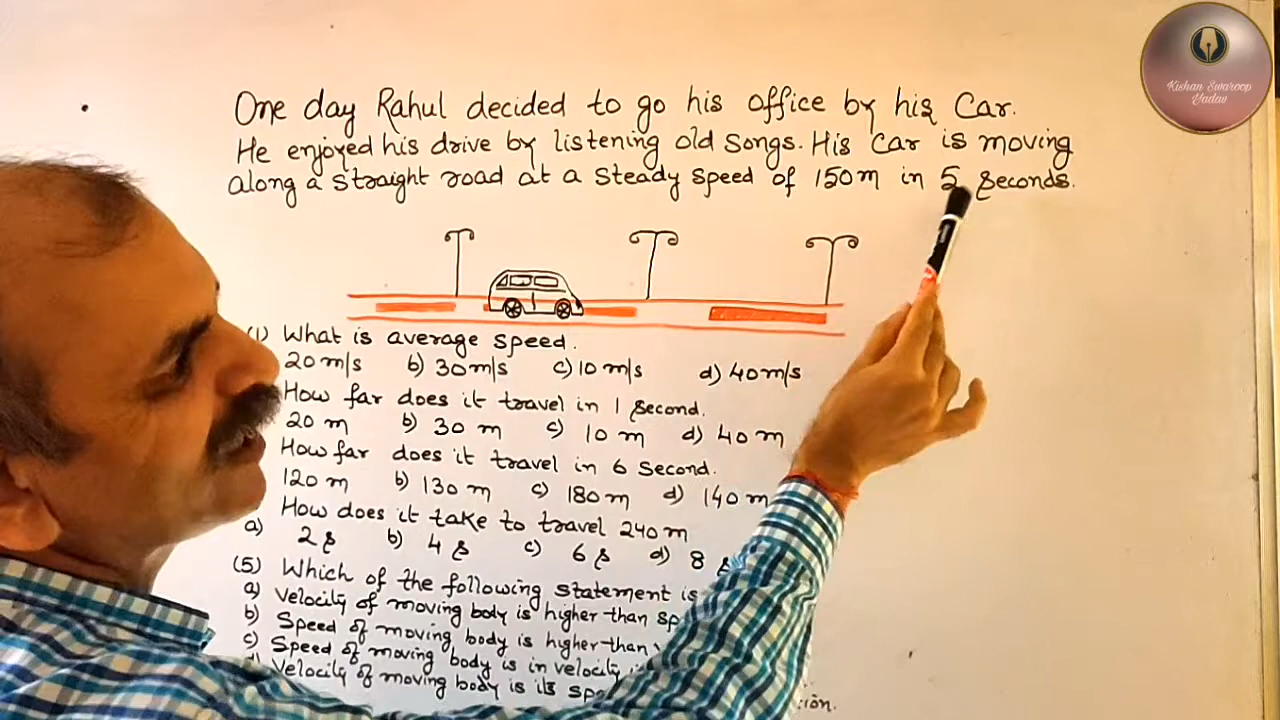 Kishan Swaroop
Yadav
One day Rahul decided to go his office by his Car.
He enjoyed his drive by listening old Songs. His Car is moving
along a straight road at a steady speed of 150m in 5 seconds.
(1) What is average speed.
20 m/s b) 30 m/s c) 10 m/s d) 40 m/s
How far does it travel in 1 second.
20 m b) 30 m c) 10 m d) 40 m
How far does it travel in 6 Second.
120 m b) 130 m c) 180 m d) 140 m
How does it take to travel 240 m
a) 2 s b) 4 s c) 6 s d) 8 s
(5) Which of the following statement is
a) Velocity of moving body is higher than
b) Speed of moving body is higher than
c) Speed of moving body is in velocity
d) Velocity of moving body is its